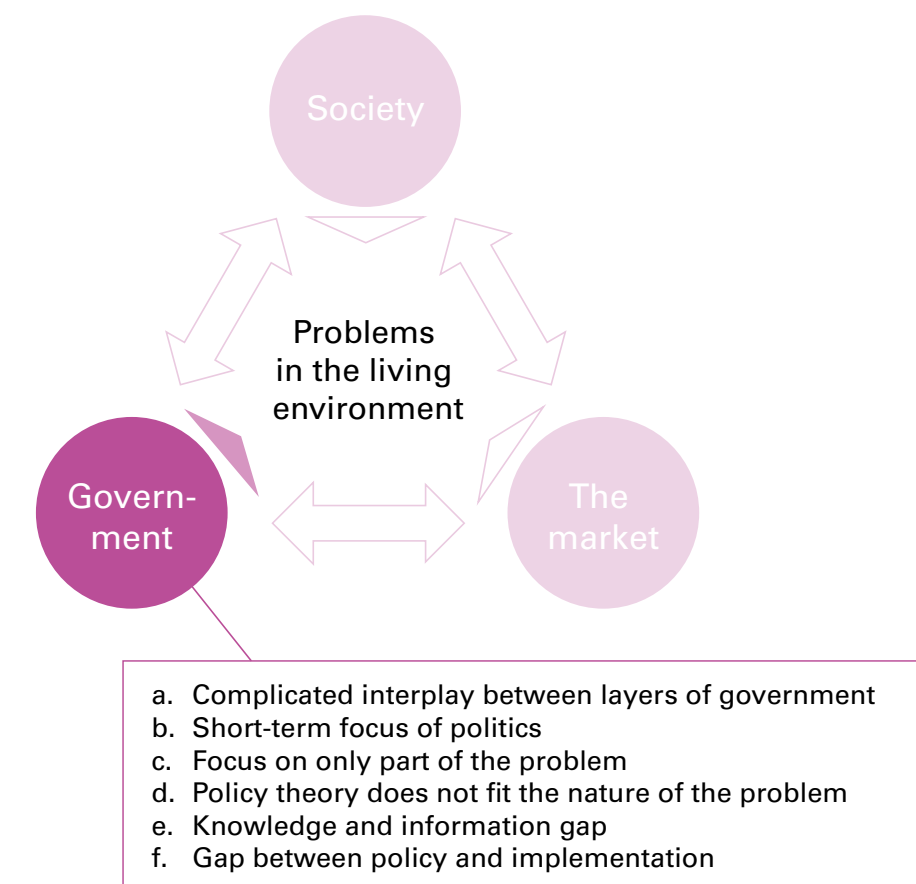 Society
Problems
in the living
environment
Govern-
ment
The
market
a. Complicated interplay between layers of government
b. Short-term focus of politics
c. Focus on only part of the problem
d. Policy theory does not fit the nature of the problem
e. Knowledge and information gap
f. Gap between policy and implementation